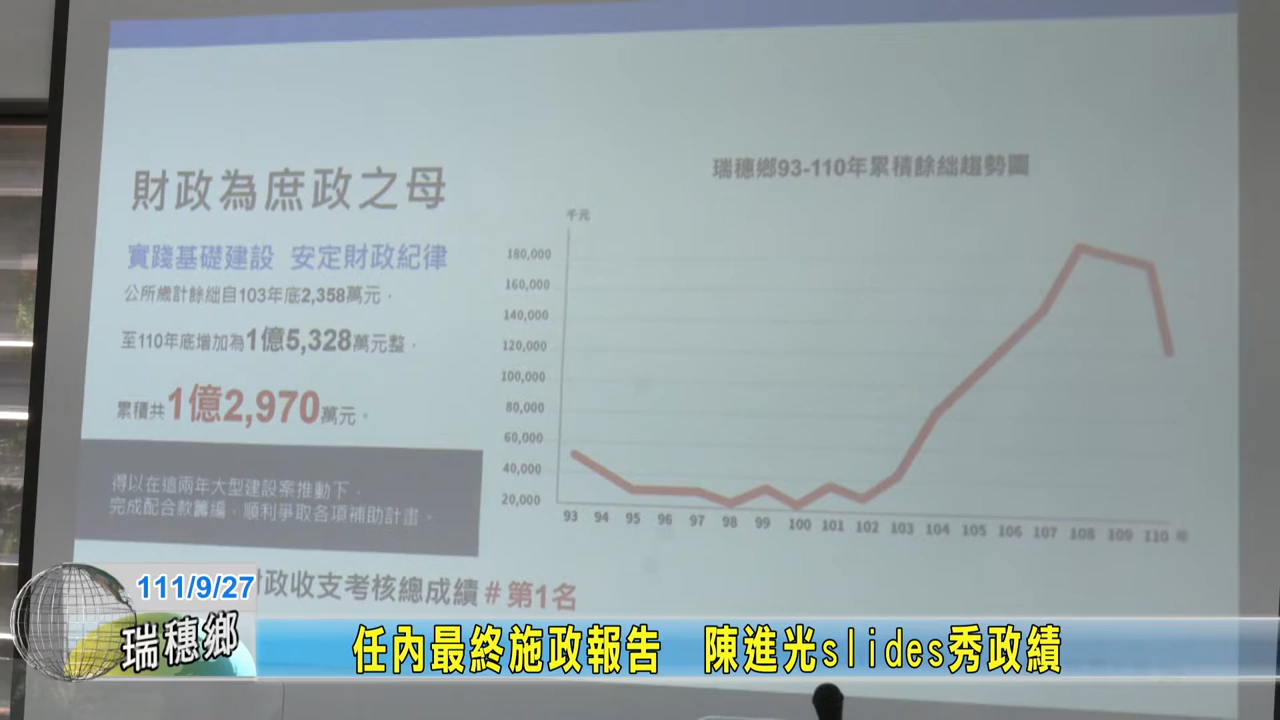 財政為庶政之母
實踐基礎建設 安定財政紀律
公所歲計餘絀自103年底2,358萬元，
至110年底增加為1億5,328萬元整，
累積共1億2,970萬元。
得以在這兩年大型建設案推動下，
完成配合款籌編，順利爭取各項補助計畫。
財政收支考核總成績#第1名
瑞穗鄉93-110年累積餘絀趨勢圖
千元
180,000
160,000
140,000
120,000
100,000
80,000
60,000
40,000
20,000
93 94 95 96 97 98 99 100 101 102 103 104 105 106 107 108 109 110 年
111/9/27
瑞穗鄉
任內最終施政報告 陳進光slides秀政績